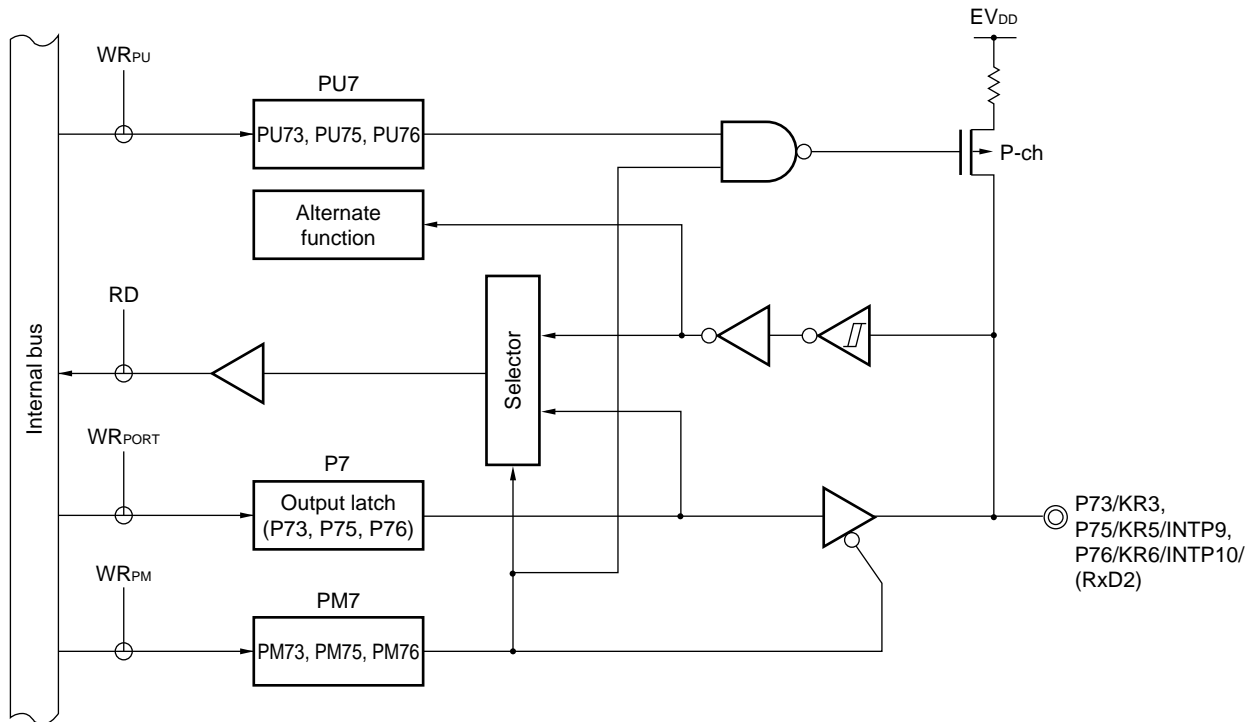 EVDD
WRPU
PU7
PU73, PU75, PU76
P-ch
Alternate
function
RD
Selector
Internal bus
WRPORT
P7
Output latch
(P73, P75, P76)
P73/KR3,
P75/KR5/INTP9,
P76/KR6/INTP10/
(RxD2)
WRPM
PM7
PM73, PM75, PM76